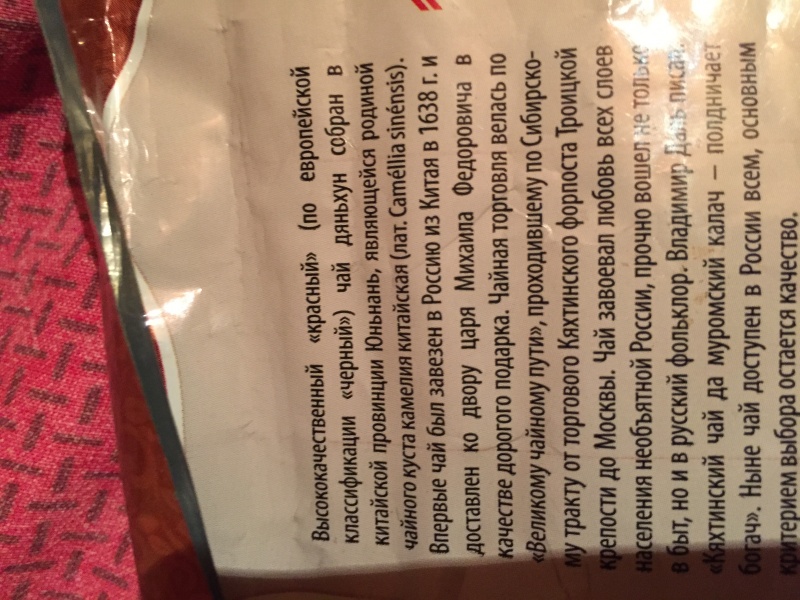 Высококачественный «красный» (по европейской
классификации «черный») чай дяньхун собран в
китайской провинции Юньнань, являющейся родиной
чайного куста камелия китайская (лат. Caméllia sinénsis).
Впервые чай был завезен в Россию из Китая в 1638 г. и
доставлен ко двору царя Михаила Федоровича в
качестве дорогого подарка. Чайная торговля велась по
«Великому чайному пути», проходившему по Сибирско-
му тракту от торгового Кяхтинского форпоста Троицкой
крепости до Москвы. Чай завоевал любовь всех слоев
населения необъятной России, прочно вошел не только
в быт, но и в русский фольклор. Владимир Даль писал:
«Кяхтинский чай да муромский калач – полдничает
богач». Ныне чай доступен в России всем, основным
критерием выбора остается качество.